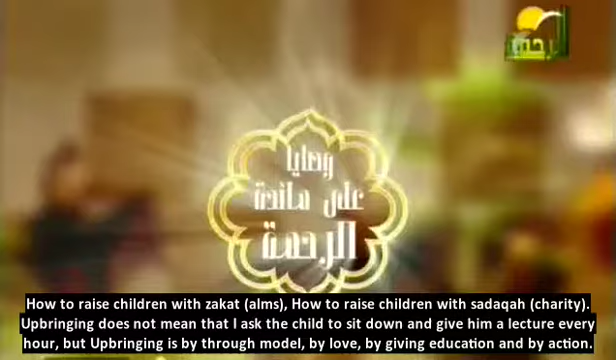 الرحمة
وصايا
على مائدة
الرحمة
How to raise children with zakat (alms), How to raise children with sadaqah (charity).
Upbringing does not mean that I ask the child to sit down and give him a lecture every
hour, but Upbringing is by through model, by love, by giving education and by action.